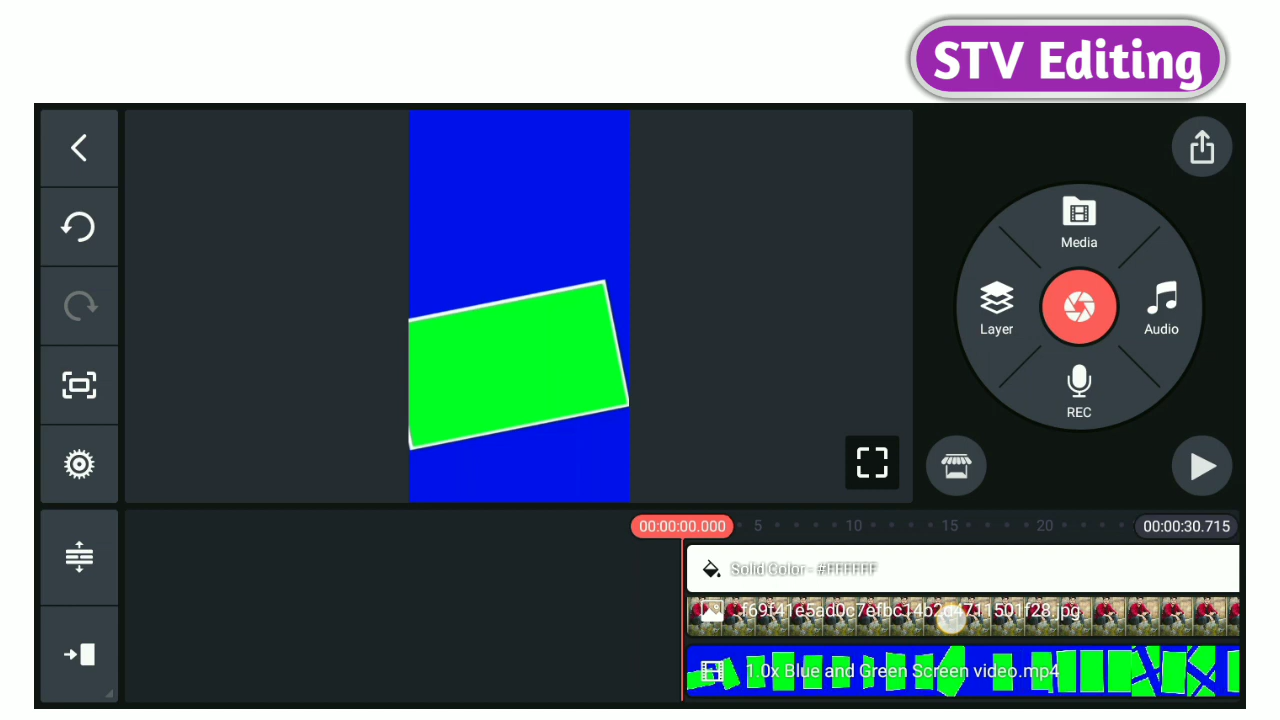 STV Editing
Media
Layer
Audio
REC
00:00:00.000
5
10
15
20
00:00:30.715
Solid Color - #FFFFFF
f69f41e5ad0c7efbc14b2d4711501f28.jpg
1.0x Blue and Green Screen video.mp4